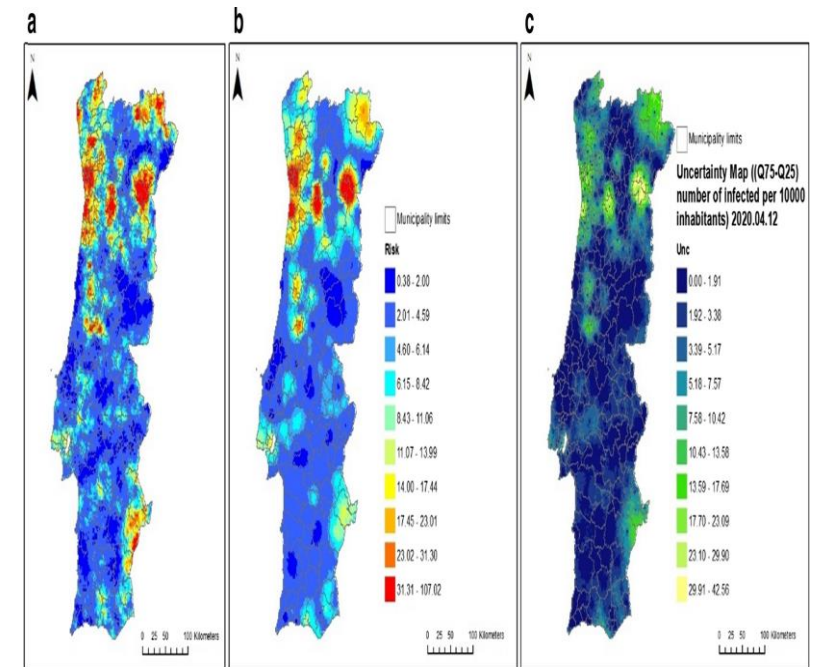 a
b
c
N
N
N
Municipality limits
Risk
0.38 - 2.00
2.01 - 4.59
4.60 - 6.14
6.15 - 8.42
8.43 - 11.06
11.07 - 13.99
14.00 - 17.44
17.45 - 23.01
23.02 - 31.30
31.31 - 107.02
Municipality limits
Uncertainty Map ((Q75-Q25)
number of infected per 10000
inhabitants) 2020.04.12
Unc
0.00 - 1.91
1.92 - 3.38
3.39 - 5.17
5.18 - 7.57
7.58 - 10.42
10.43 - 13.58
13.59 - 17.69
17.70 - 23.09
23.10 - 29.90
29.91 - 42.56
0 25 50 100 Kilometers
0 25 50 100 Kilometers
0 25 50 100 Kilometers